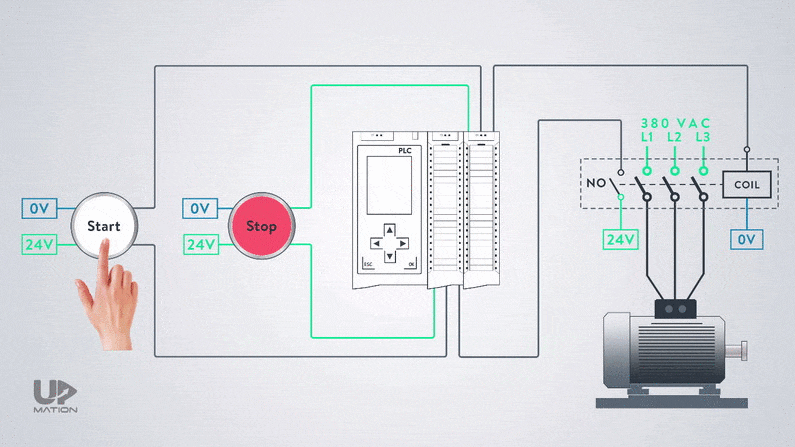 380 VAC
L1 L2 L3
PLC
NO
COIL
0V
Start
24V
0V
Stop
24V
24V
0V
ESC
OK
UP
MATION